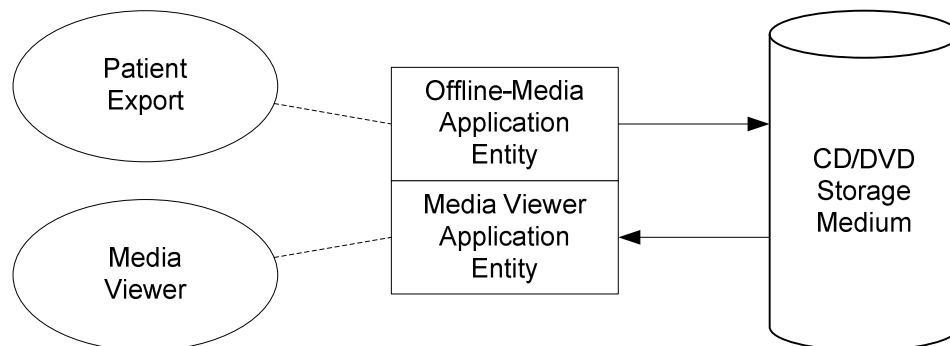 Patient
Export
Offline-Media
Application
Entity
Media Viewer
Application
Entity
Media
Viewer
CD/DVD
Storage
Medium